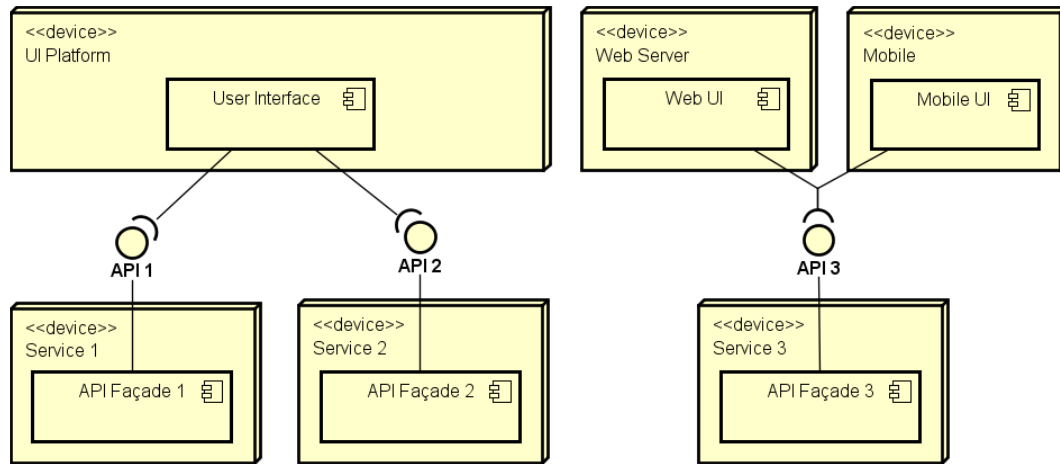 <<device>>
UI Platform
User Interface
<<device>>
Web Server
Web UI
<<device>>
Mobile
Mobile UI
API 1
API 2
API 3
<<device>>
Service 1
API Façade 1
<<device>>
Service 2
API Façade 2
<<device>>
Service 3
API Façade 3